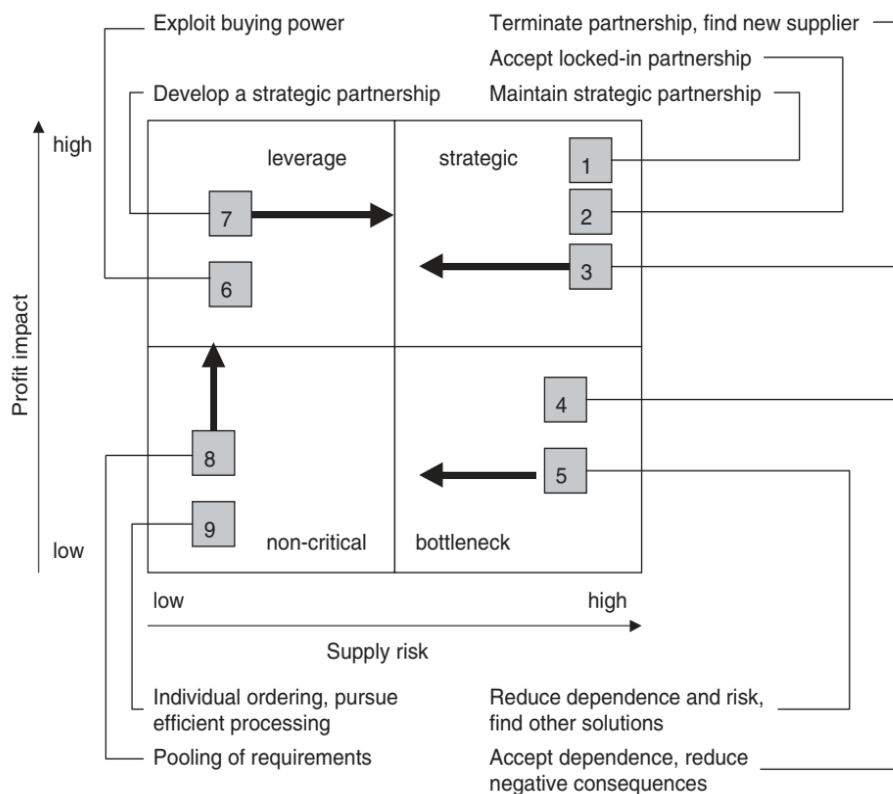 Exploit buying power
Terminate partnership, find new supplier
Accept locked-in partnership
Develop a strategic partnership
Maintain strategic partnership
high
leverage
strategic
1
2
7
3
6
Profit impact
4
8
5
9
low
non-critical
bottleneck
low
high
Supply risk
Individual ordering, pursue
efficient processing
Pooling of requirements
Reduce dependence and risk,
find other solutions
Accept dependence, reduce
negative consequences